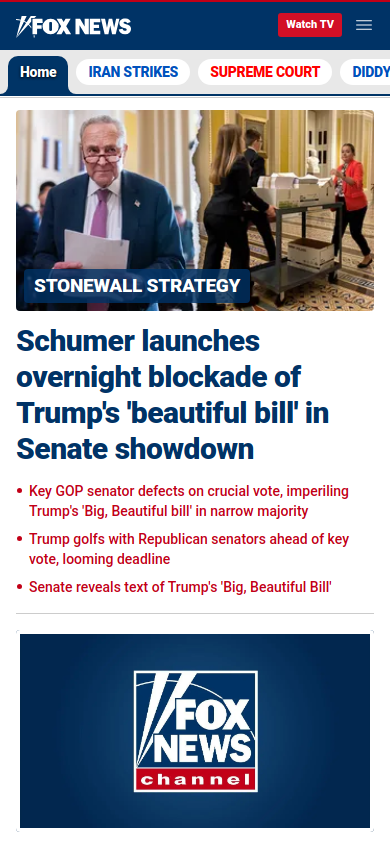 FOX NEWS
Watch TV
Home
IRAN STRIKES
SUPREME COURT
DIDDY
STONEWALL STRATEGY
Schumer launches
overnight blockade of
Trump's 'beautiful bill' in
Senate showdown
• Key GOP senator defects on crucial vote, imperiling
Trump's 'Big, Beautiful bill' in narrow majority
• Trump golfs with Republican senators ahead of key
vote, looming deadline
• Senate reveals text of Trump's 'Big, Beautiful Bill'
FOX
NEWS
channel